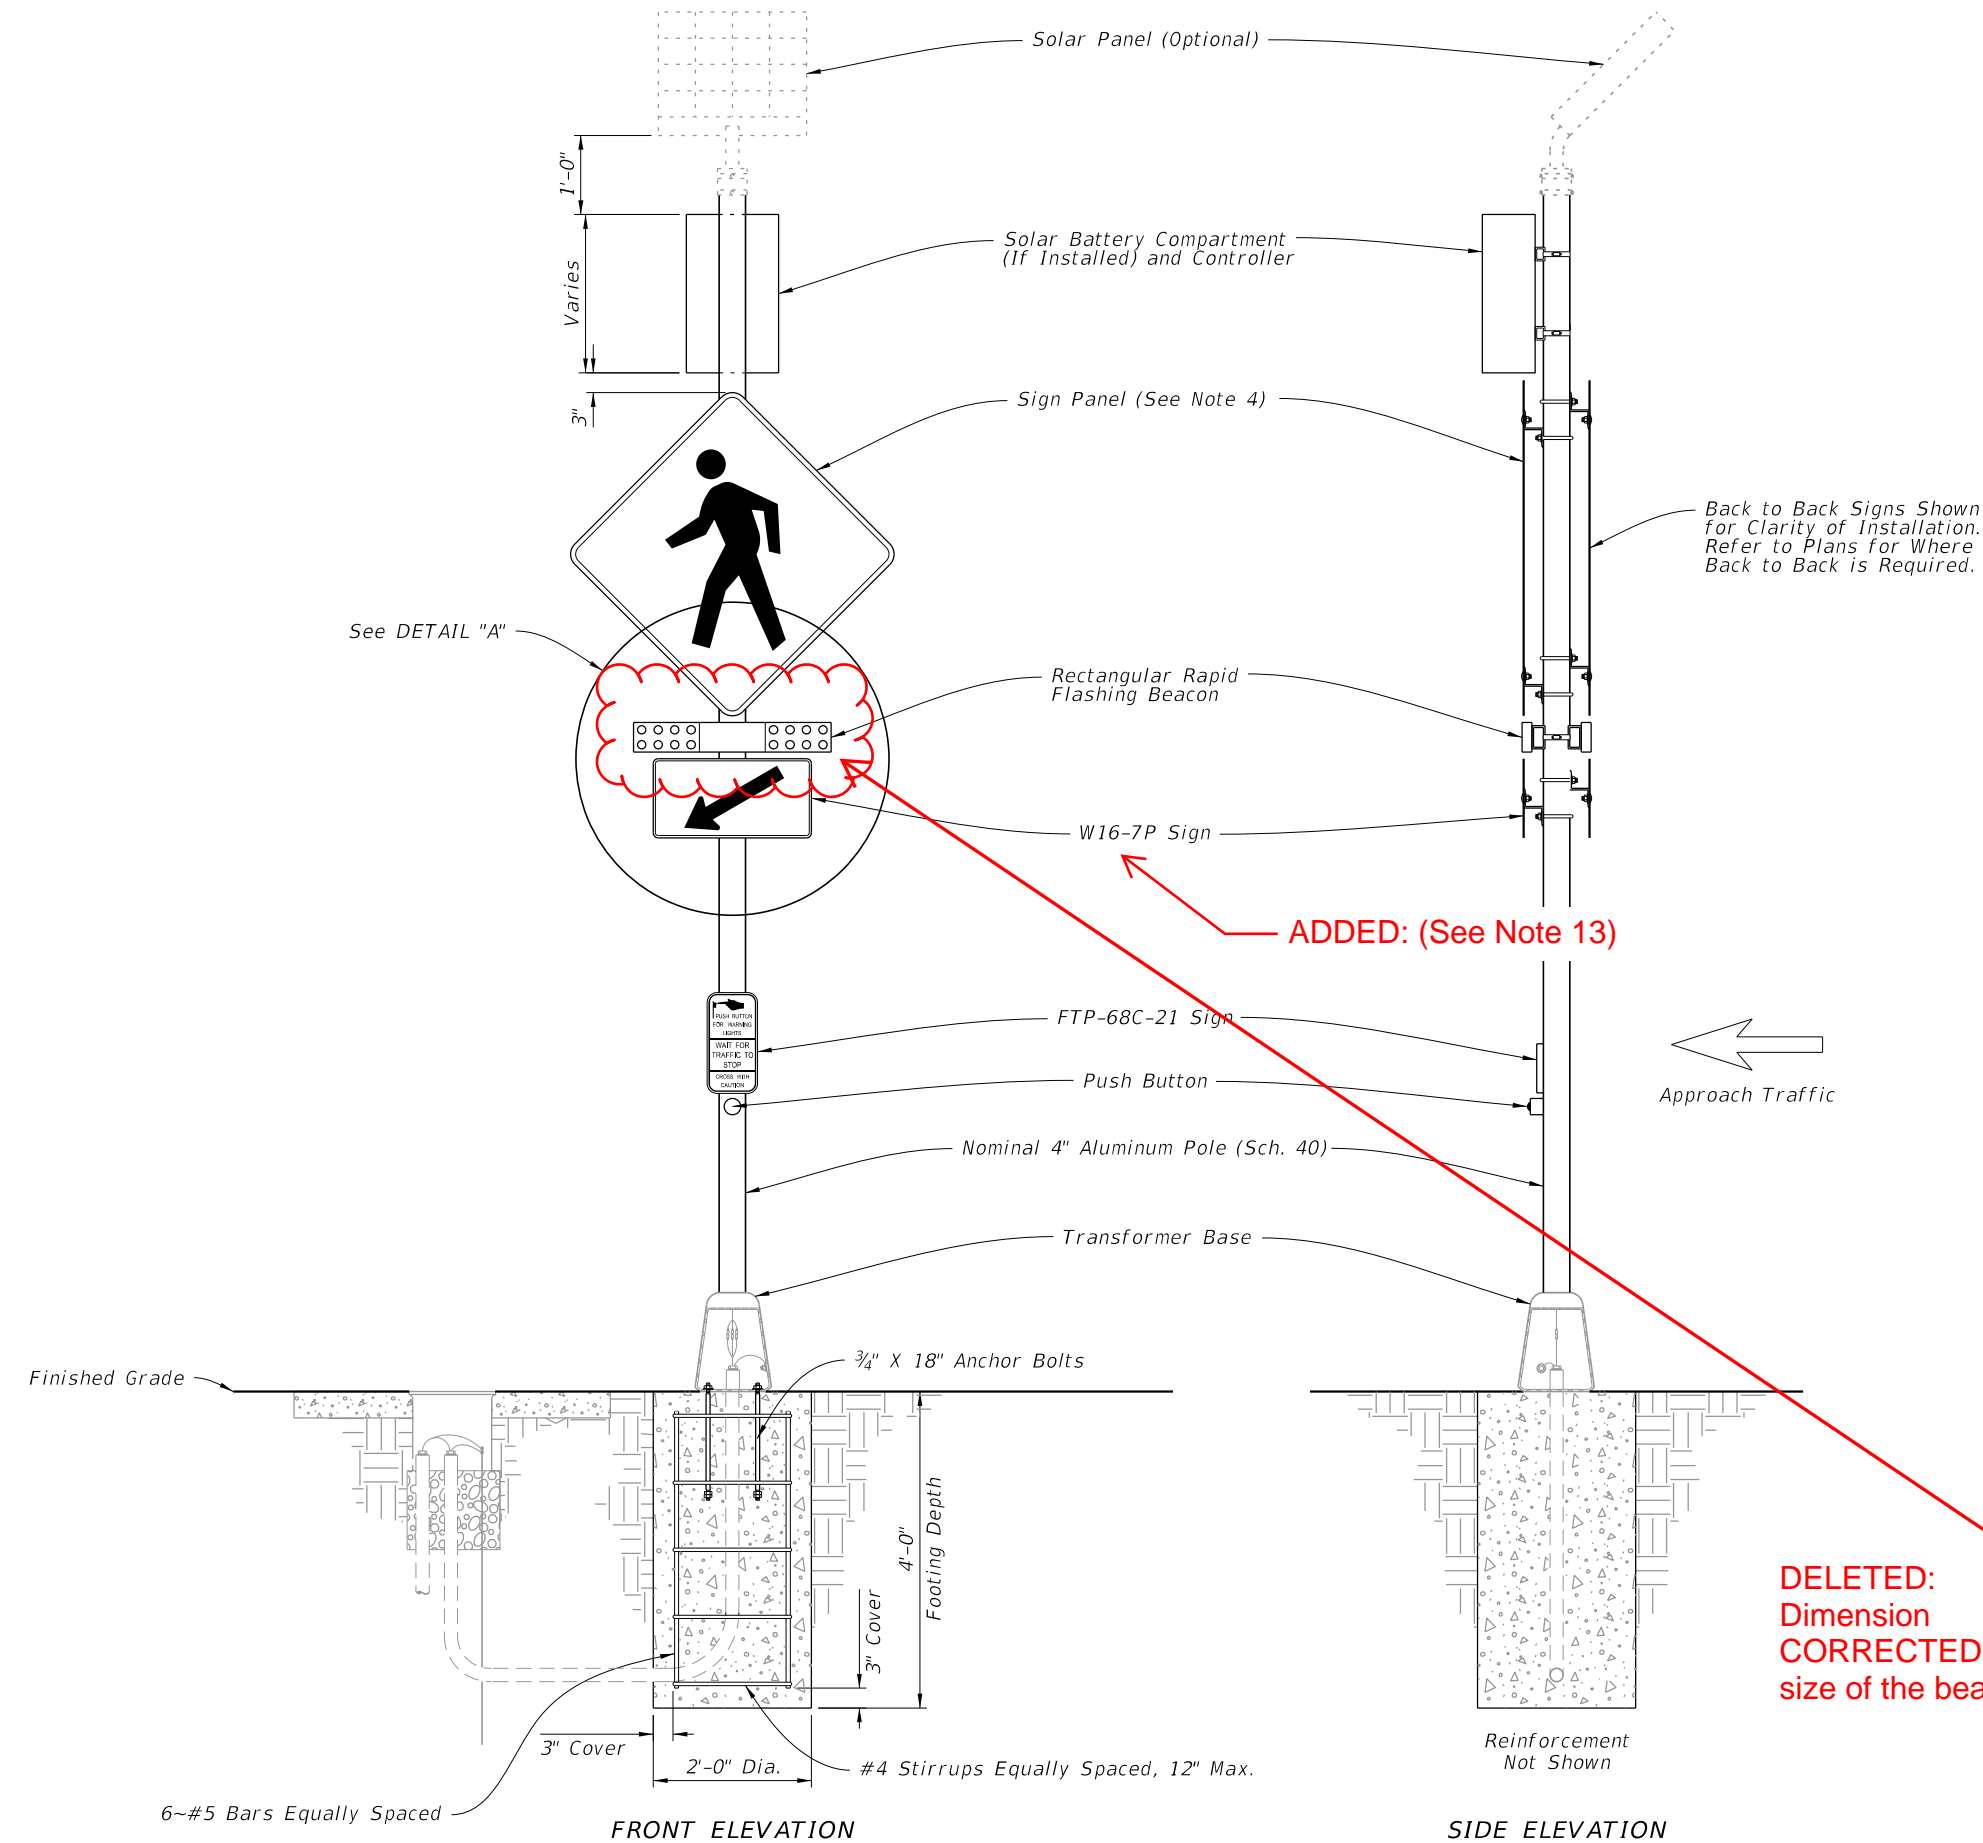 Solar Panel (Optional)
1'-0"
Varies
3"
Solar Battery Compartment
(If Installed) and Controller
Sign Panel (See Note 4)
Back to Back Signs Shown
for Clarity of Installation.
Refer to Plans for Where
Back to Back is Required.
See DETAIL "A"
Rectangular Rapid
Flashing Beacon
W16-7P Sign
ADDED: (See Note 13)
PUSH BUTTON
FOR WARNING
LIGHTS
WAIT FOR
TRAFFIC TO
STOP
CROSS WITH
CAUTION
FTP-68C-21 Sign
Push Button
Approach Traffic
Nominal 4" Aluminum Pole (Sch. 40)
Transformer Base
¾" X 18" Anchor Bolts
Finished Grade
4'-0"
Footing Depth
3" Cover
DELETED:
Dimension
CORRECTED
size of the bea
3" Cover
2'-0" Dia.
#4 Stirrups Equally Spaced, 12" Max.
6~#5 Bars Equally Spaced
Reinforcement
Not Shown
FRONT ELEVATION
SIDE ELEVATION